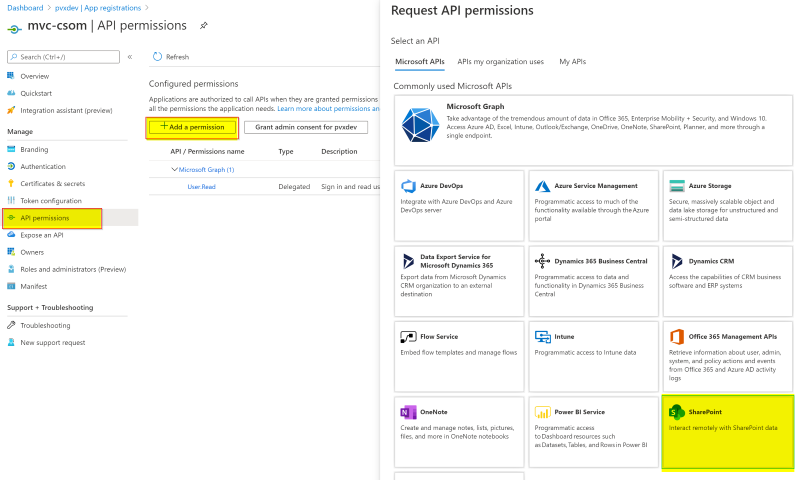 Dashboard > pvxdev | App registrations >
mvc-csom | API permissions
Search (Ctrl+/)
«
Overview
Quickstart
Integration assistant (preview)
Manage
Branding
Authentication
Certificates & secrets
Token configuration
API permissions
Expose an API
Owners
Roles and administrators (Preview)
Manifest
Support + Troubleshooting
Troubleshooting
New support request
Refresh
Configured permissions
Applications are authorized to call APIs when they are granted permissions
all the permissions the application needs. Learn more about permissions an
+ Add a permission
Grant admin consent for pvxdev
API / Permissions name Type Description
Microsoft Graph (1)
User.Read Delegated Sign in and read us
Request API permissions
Select an API
Microsoft APIs APIs my organization uses My APIs
Commonly used Microsoft APIs
Microsoft Graph
Take advantage of the tremendous amount of data in Office 365, Enterprise Mobility + Security, and Windows 10.
Access Azure AD, Excel, Intune, Outlook/Exchange, OneDrive, OneNote, SharePoint, Planner, and more through a
single endpoint.
Azure DevOps
Integrate with Azure DevOps and Azure
DevOps server
Azure Service Management
Programmatic access to much of the
functionality available through the Azure
portal
Azure Storage
Secure, massively scalable object and
data lake storage for unstructured and
semi-structured data
Data Export Service for
Microsoft Dynamics 365
Export data from Microsoft Dynamics
CRM organization to an external
destination
Dynamics 365 Business Central
Programmatic access to data and
functionality in Dynamics 365 Business
Central
Dynamics CRM
Access the capabilities of CRM business
software and ERP systems
Flow Service
Embed flow templates and manage flows
Intune
Programmatic access to Intune data
Office 365 Management APIs
Retrieve information about user, admin,
system, and policy actions and events
from Office 365 and Azure AD activity
logs
OneNote
Create and manage notes, lists, pictures,
files, and more in OneNote notebooks
Power BI Service
Programmatic access
to Dashboard resources such
as Datasets, Tables, and Rows in Power BI
SharePoint
Interact remotely with SharePoint data